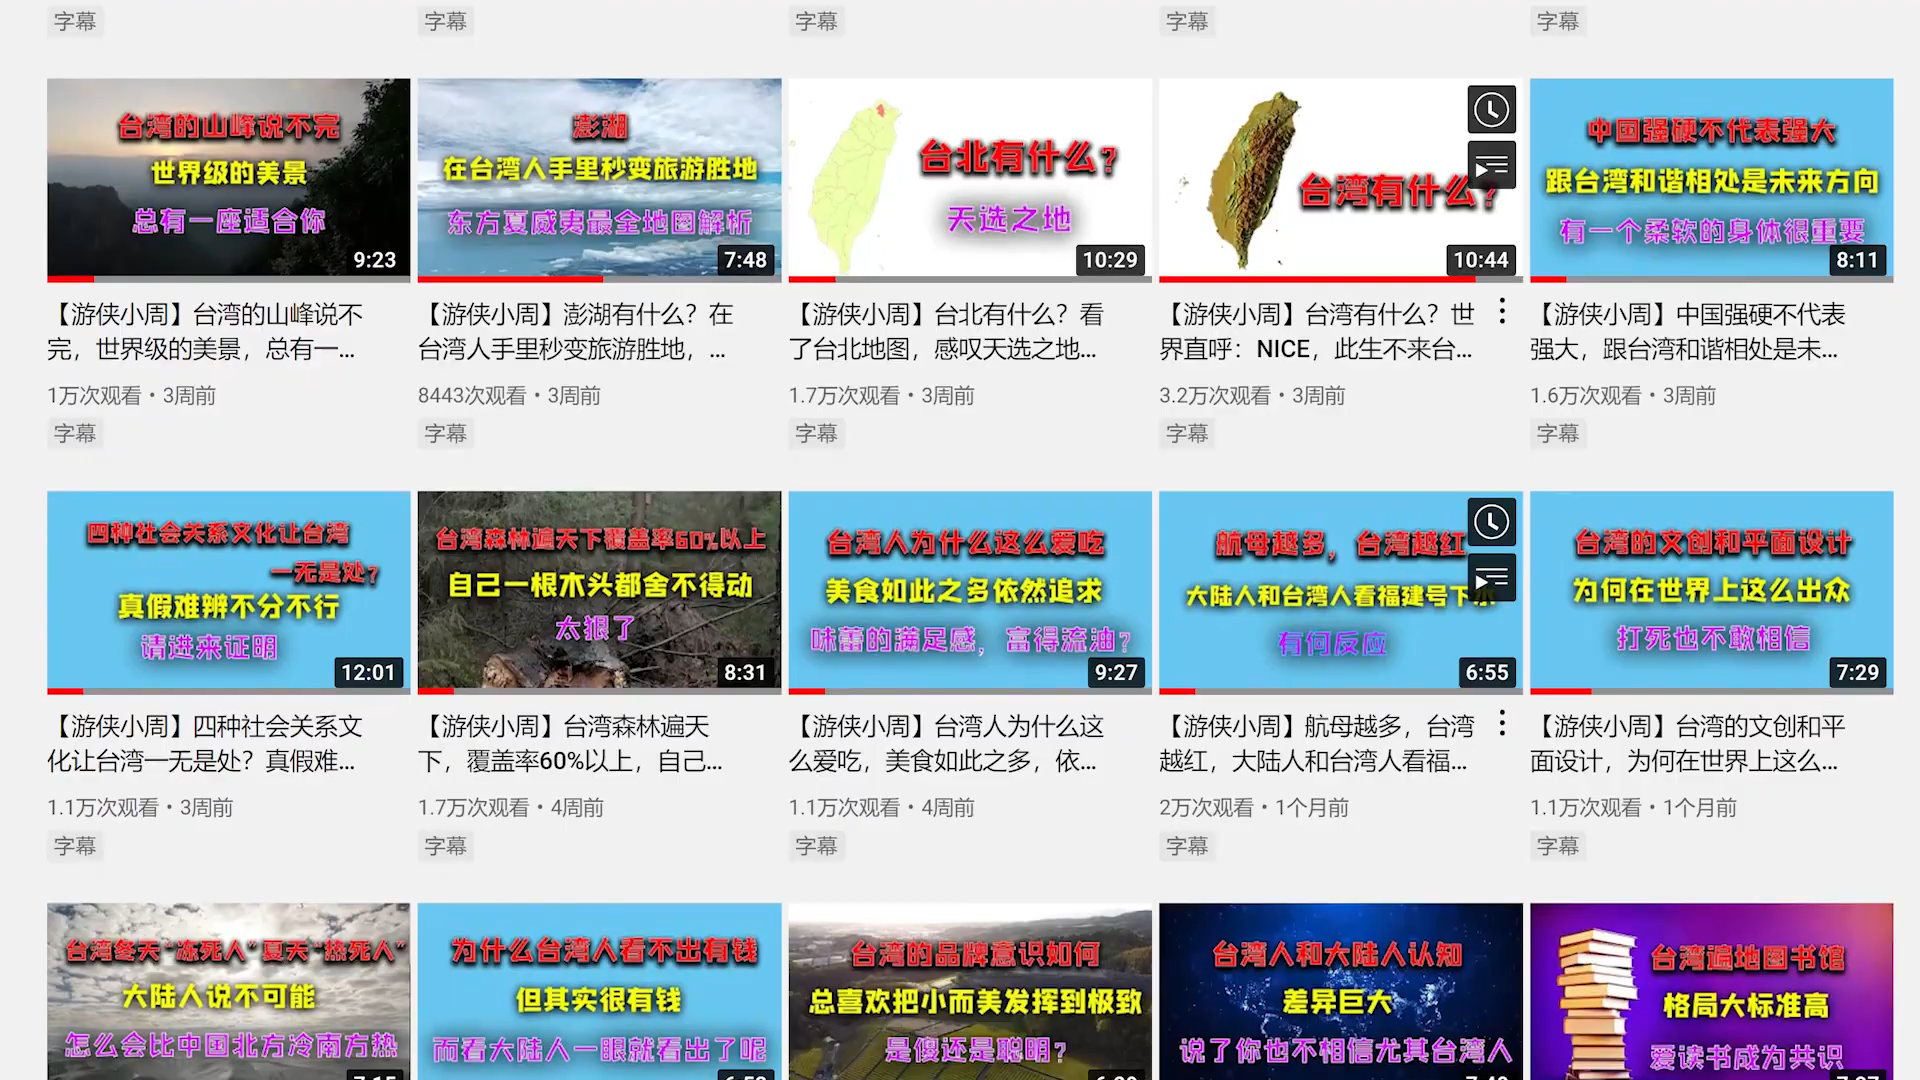 字幕
字幕
字幕
字幕
字幕
台湾的山峰说不完
世界级的美景
总有一座适合你
9:23
澎湖
在台湾人手里秒变旅游胜地
东方夏威夷最全地图解析
7:48
台北有什么？
天选之地
10:29
台湾有什么？
10:44
中国强硬不代表强大
跟台湾和谐相处是未来方向
有一个柔软的身体很重要
8:11
【游侠小周】台湾的山峰说不
完，世界级的美景，总有一...
1万次观看・3周前
字幕
【游侠小周】澎湖有什么？在
台湾人手里秒变旅游胜地，...
8443次观看・3周前
字幕
【游侠小周】台北有什么？看
了台北地图，感叹天选之地...
1.7万次观看・3周前
字幕
【游侠小周】台湾有什么？世
界直呼：NICE，此生不来台...
3.2万次观看・3周前
字幕
【游侠小周】中国强硬不代表
强大，跟台湾和谐相处是未...
1.6万次观看・3周前
字幕
四种社会关系文化让台湾
一无是处？
真假难辨不分不行
请进来证明
12:01
台湾森林遍天下覆盖率60%以上
自己一根木头都舍不得动
太狠了
8:31
台湾人为什么这么爱吃
美食如此之多依然追求
味蕾的满足感，富得流油？
9:27
航母越多，台湾越红
大陆人和台湾人看福建号下水
有何反应
6:55
台湾的文创和平面设计
为何在世界上这么出众
打死也不敢相信
7:29
【游侠小周】四种社会关系文
化让台湾一无是处？真假难...
1.1万次观看・3周前
字幕
【游侠小周】台湾森林遍天
下，覆盖率60%以上，自己...
1.7万次观看・4周前
字幕
【游侠小周】台湾人为什么这
么爱吃，美食如此之多，依...
1.1万次观看・4周前
字幕
【游侠小周】航母越多，台湾
越红，大陆人和台湾人看福...
2万次观看・1个月前
字幕
【游侠小周】台湾的文创和平
面设计，为何在世界上这么...
1.1万次观看・1个月前
字幕
台湾冬天“冻死人”夏天“热死人”
大陆人说不可能
怎么会比中国北方冷南方热
为什么台湾人看不出有钱
但其实很有钱
而看大陆人一眼就看出了呢
台湾的品牌意识如何
总喜欢把小而美发挥到极致
是傻还是聪明？
台湾人和大陆人认知
差异巨大
说了你也不相信尤其台湾人
台湾遍地图书馆
格局大标准高
爱读书成为共识